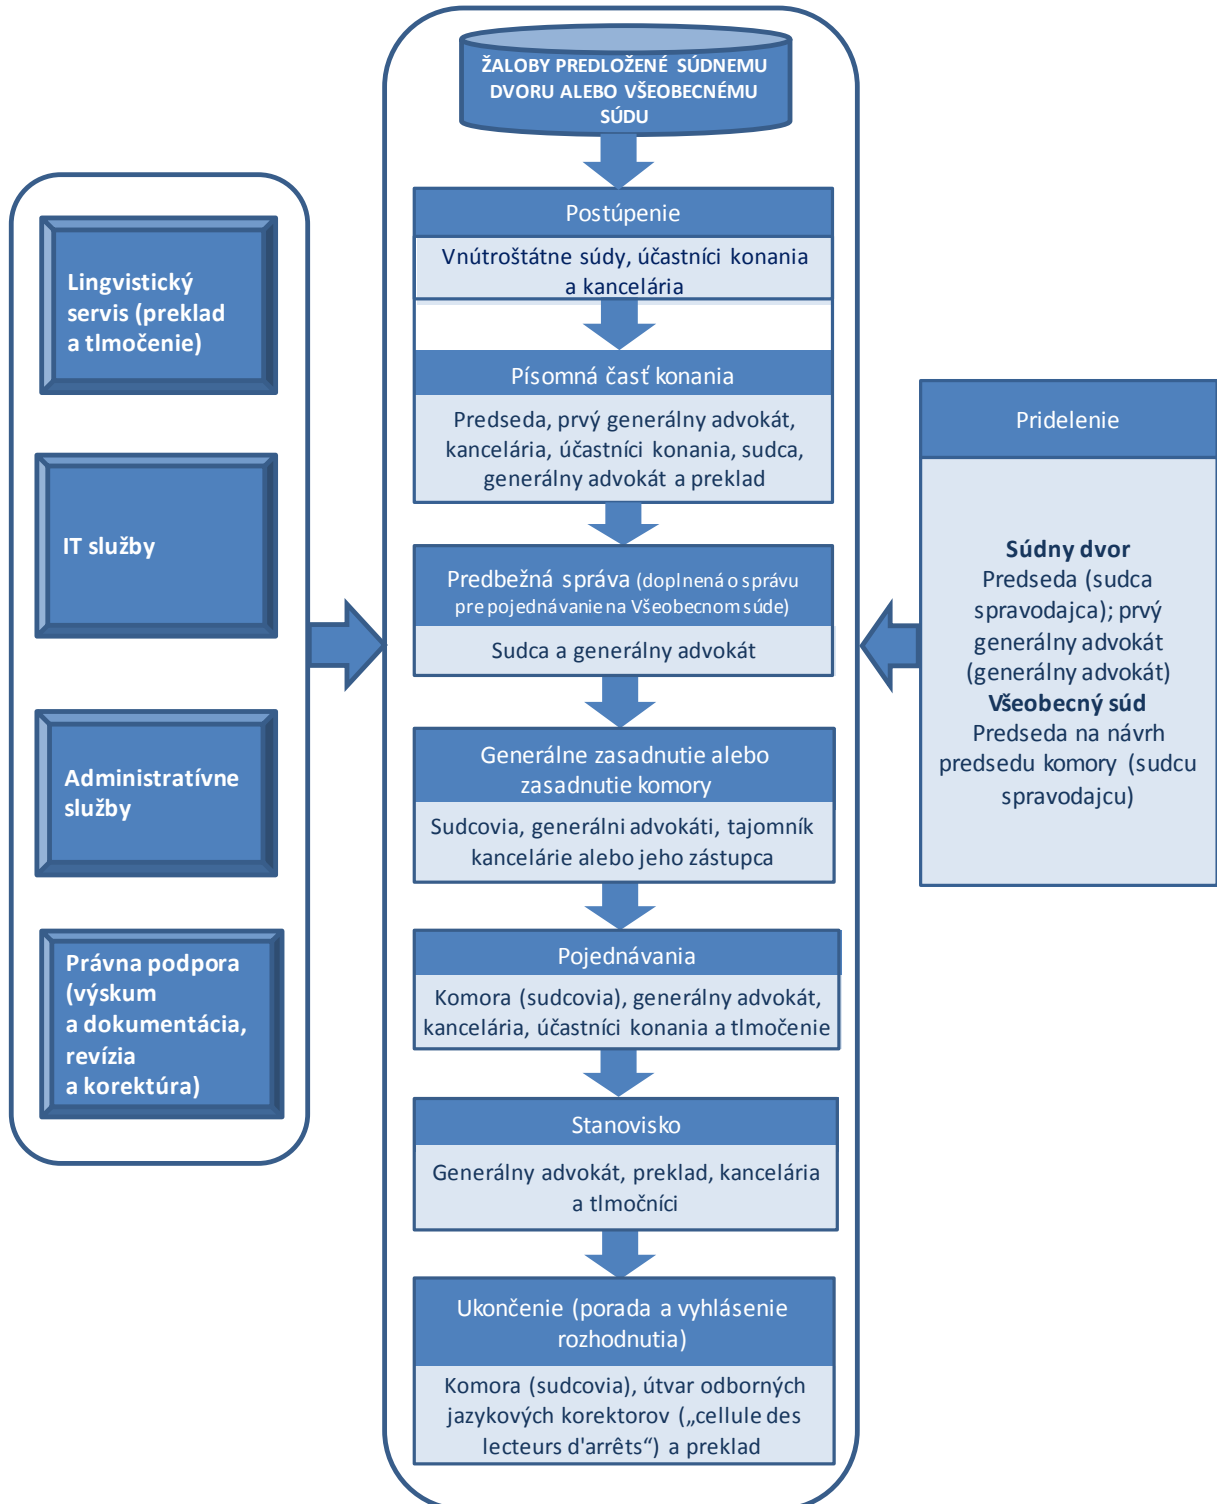 ŽALOBY PREDLOŽENÉ SÚDNEMU
DVORU ALEBO VŠEOBECNÉMU
SÚDU
Postúpenie
Vnútroštátne súdy, účastníci konania
a kancelária
Písomná časť konania
Predseda, prvý generálny advokát,
kancelária, účastníci konania, sudca,
generálny advokát a preklad
Predbežná správa (doplnená o správu
pre pojednávanie na Všeobecnom súde)
Sudca a generálny advokát
Generálne zasadnutie alebo
zasadnutie komory
Sudcovia, generálni advokáti, tajomník
kancelárie alebo jeho zástupca
Pojednávania
Komora (sudcovia), generálny advokát,
kancelária, účastníci konania a tlmočenie
Stanovisko
Generálny advokát, preklad, kancelária
a tlmočníci
Ukončenie (porada a vyhlásenie
rozhodnutia)
Komora (sudcovia), útvar odborných
jazykových korektorov („cellule des
lecteurs d'arrêts“) a preklad
Lingvistický
servis (preklad
a tlmočenie)
IT služby
Administratívne
služby
Právna podpora
(výskum
a dokumentácia,
revízia
a korektúra)
Pridelenie
Súdny dvor
Predseda (sudca
spravodajca); prvý
generálny advokát
(generálny advokát)
Všeobecný súd
Predseda na návrh
predsedu komory (sudcu
spravodajcu)